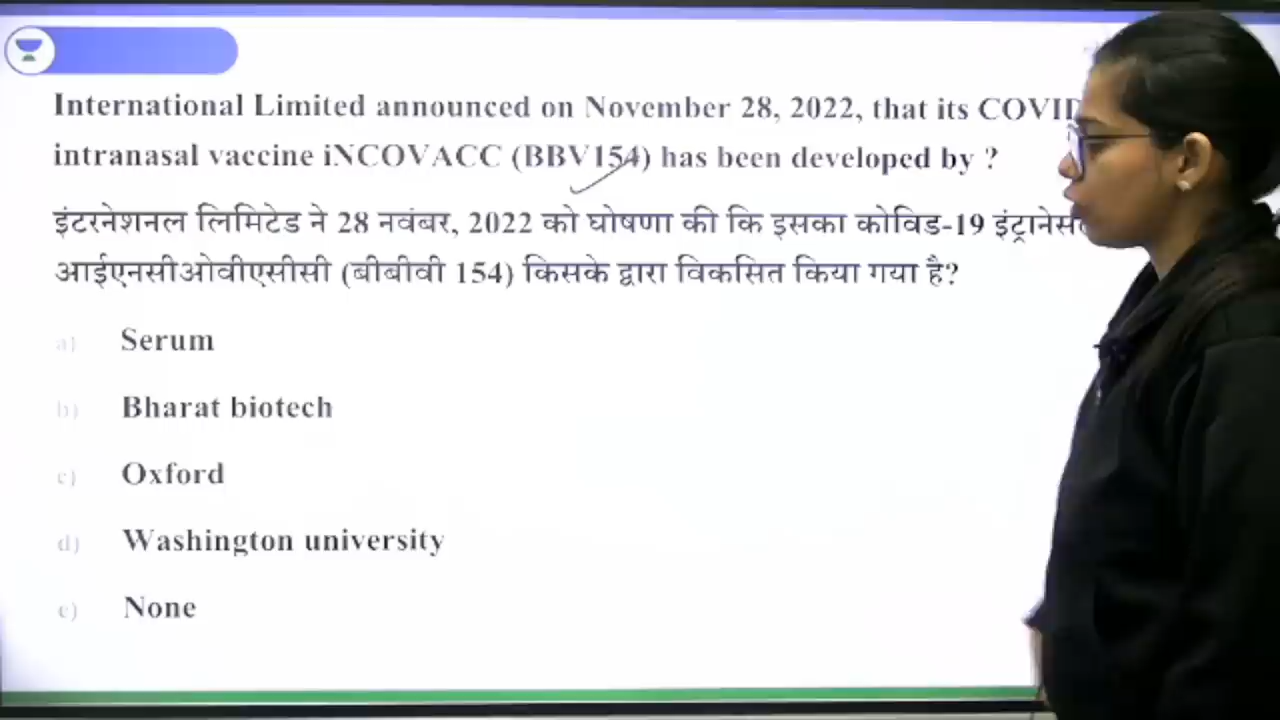 International Limited announced on November 28, 2022, that its
intranasal vaccine iNCOVACC (BBV154) has been developed by ?
इंटरनेशनल लिमिटेड ने 28 नवंबर, 2022 को घोषणा की कि इसका कोविड-19
आईएनसीओवीएसीसी (बीबीवी 154) किसके द्वारा विकसित किया गया है?
a) Serum
b) Bharat biotech
c) Oxford
d) Washington university
e) None